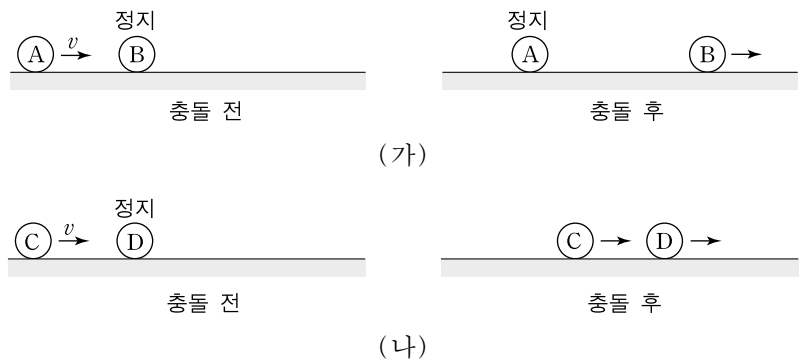 정지 정지
A v B A B
충돌 전 충돌 후
(가)
정지
C v D C D
충돌 전 충돌 후
(나)